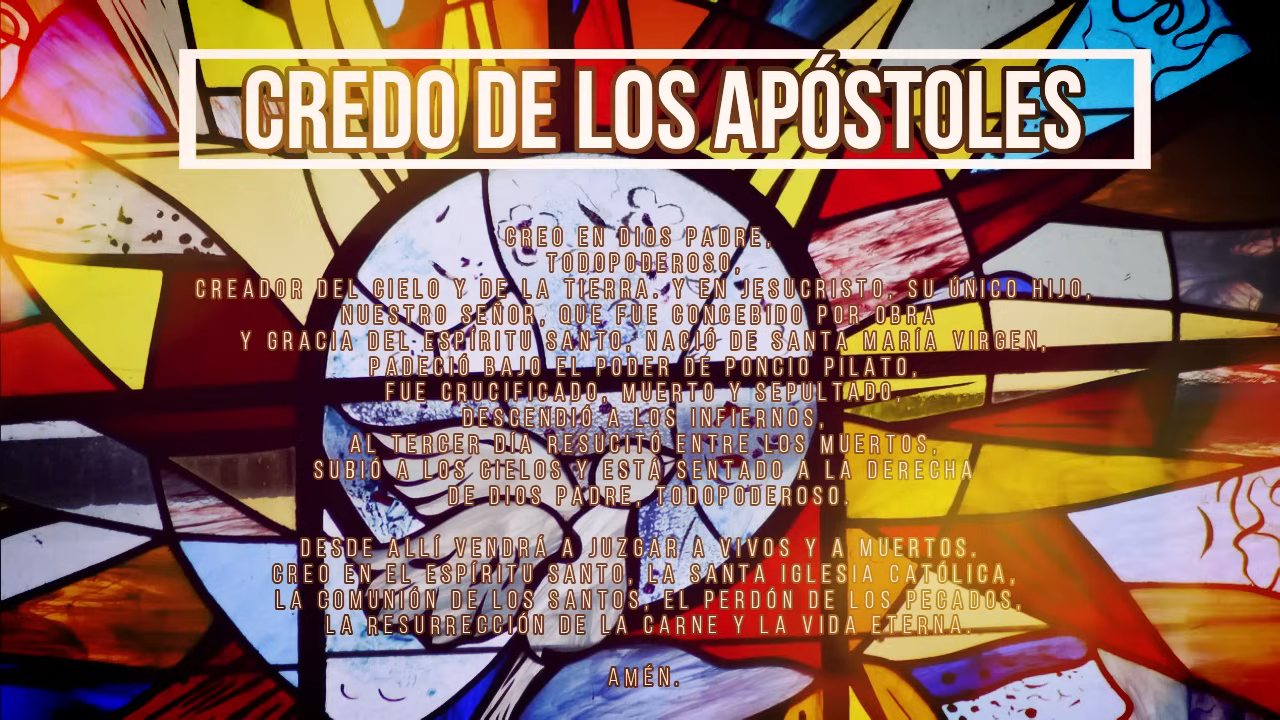 CREDO DE LOS APÓSTOLES
CREO EN DIOS PADRE,
TODOPODEROSO,
CREADOR DEL CIELO Y DE LA TIERRA. Y EN JESUCRISTO, SU ÚNICO HIJO,
NUESTRO SEÑOR, QUE FUE CONCEBIDO POR OBRA
Y GRACIA DEL ESPÍRITU SANTO, NACIÓ DE SANTA MARÍA VIRGEN,
PADECIÓ BAJO EL PODER DE PONCIO PILATO,
FUE CRUCIFICADO, MUERTO Y SEPULTADO,
DESCENDIÓ A LOS INFIERNOS,
AL TERCER DÍA RESUCITÓ ENTRE LOS MUERTOS,
SUBIÓ A LOS CIELOS Y ESTÁ SENTADO A LA DERECHA
DE DIOS PADRE, TODOPODEROSO.
DESDE ALLÍ VENDRÁ A JUZGAR A VIVOS Y A MUERTOS.
CREO EN EL ESPÍRITU SANTO, LA SANTA IGLESIA CATÓLICA,
LA COMUNIÓN DE LOS SANTOS, EL PERDÓN DE LOS PECADOS,
LA RESURRECCIÓN DE LA CARNE Y LA VIDA ETERNA.
AMÉN.